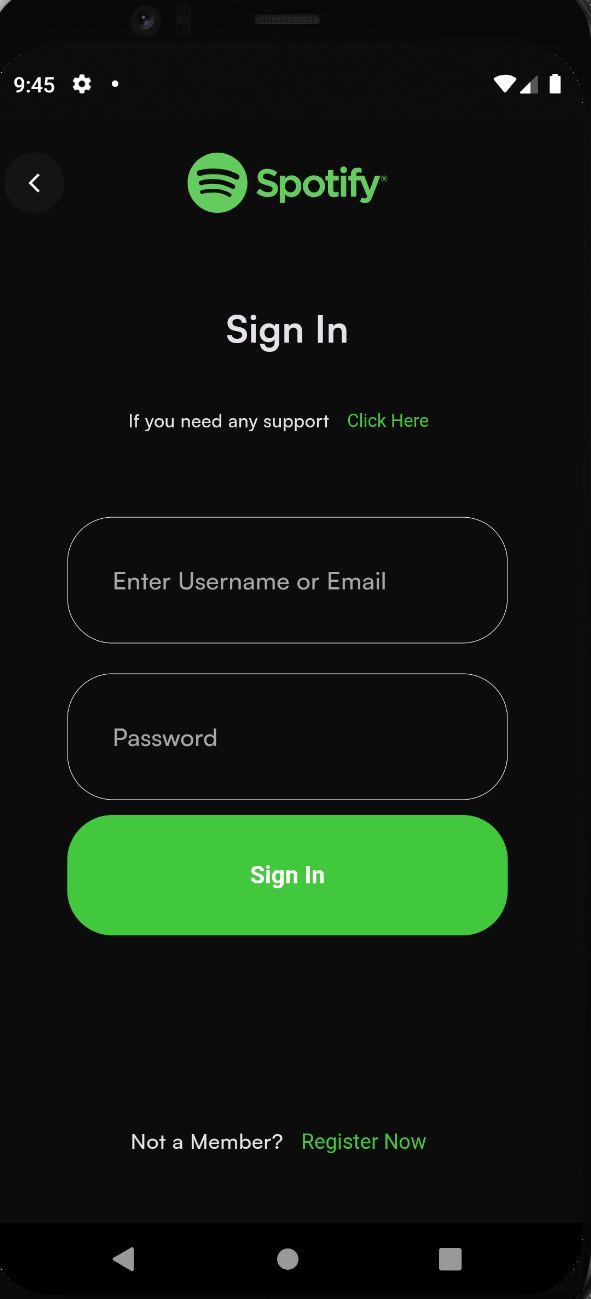 9:45
Spotify®
Sign In
If you need any support Click Here
Enter Username or Email
Password
Sign In
Not a Member? Register Now